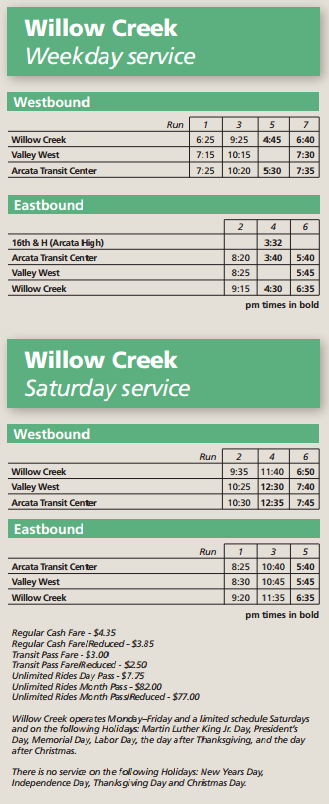 Willow Creek
Weekday service
Westbound
Run 1 3 5 7
Willow Creek 6:25 9:25 4:45 6:40
Valley West 7:15 10:15 7:30
Arcata Transit Center 7:25 10:20 5:30 7:35
Eastbound
2 4 6
16th & H (Arcata High) 3:32
Arcata Transit Center 8:20 3:40 5:40
Valley West 8:25 5:45
Willow Creek 9:15 4:30 6:35
pm times in bold
Willow Creek
Saturday service
Westbound
Run 2 4 6
Willow Creek 9:35 11:40 6:50
Valley West 10:25 12:30 7:40
Arcata Transit Center 10:30 12:35 7:45
Eastbound
Run 1 3 5
Arcata Transit Center 8:25 10:40 5:40
Valley West 8:30 10:45 5:45
Willow Creek 9:20 11:35 6:35
pm times in bold
Regular Cash Fare - $4.35
Regular Cash Fare/Reduced - $3.85
Transit Pass Fare - $3.00
Transit Pass Fare/Reduced - $2.50
Unlimited Rides Day Pass - $7.75
Unlimited Rides Month Pass - $82.00
Unlimited Rides Month Pass/Reduced - $77.00
Willow Creek operates Monday–Friday and a limited schedule Saturdays
and on the following Holidays: Martin Luther King Jr. Day, President's
Day, Memorial Day, Labor Day, the day after Thanksgiving, and the day
after Christmas.
There is no service on the following Holidays: New Years Day,
Independence Day, Thanksgiving Day and Christmas Day.